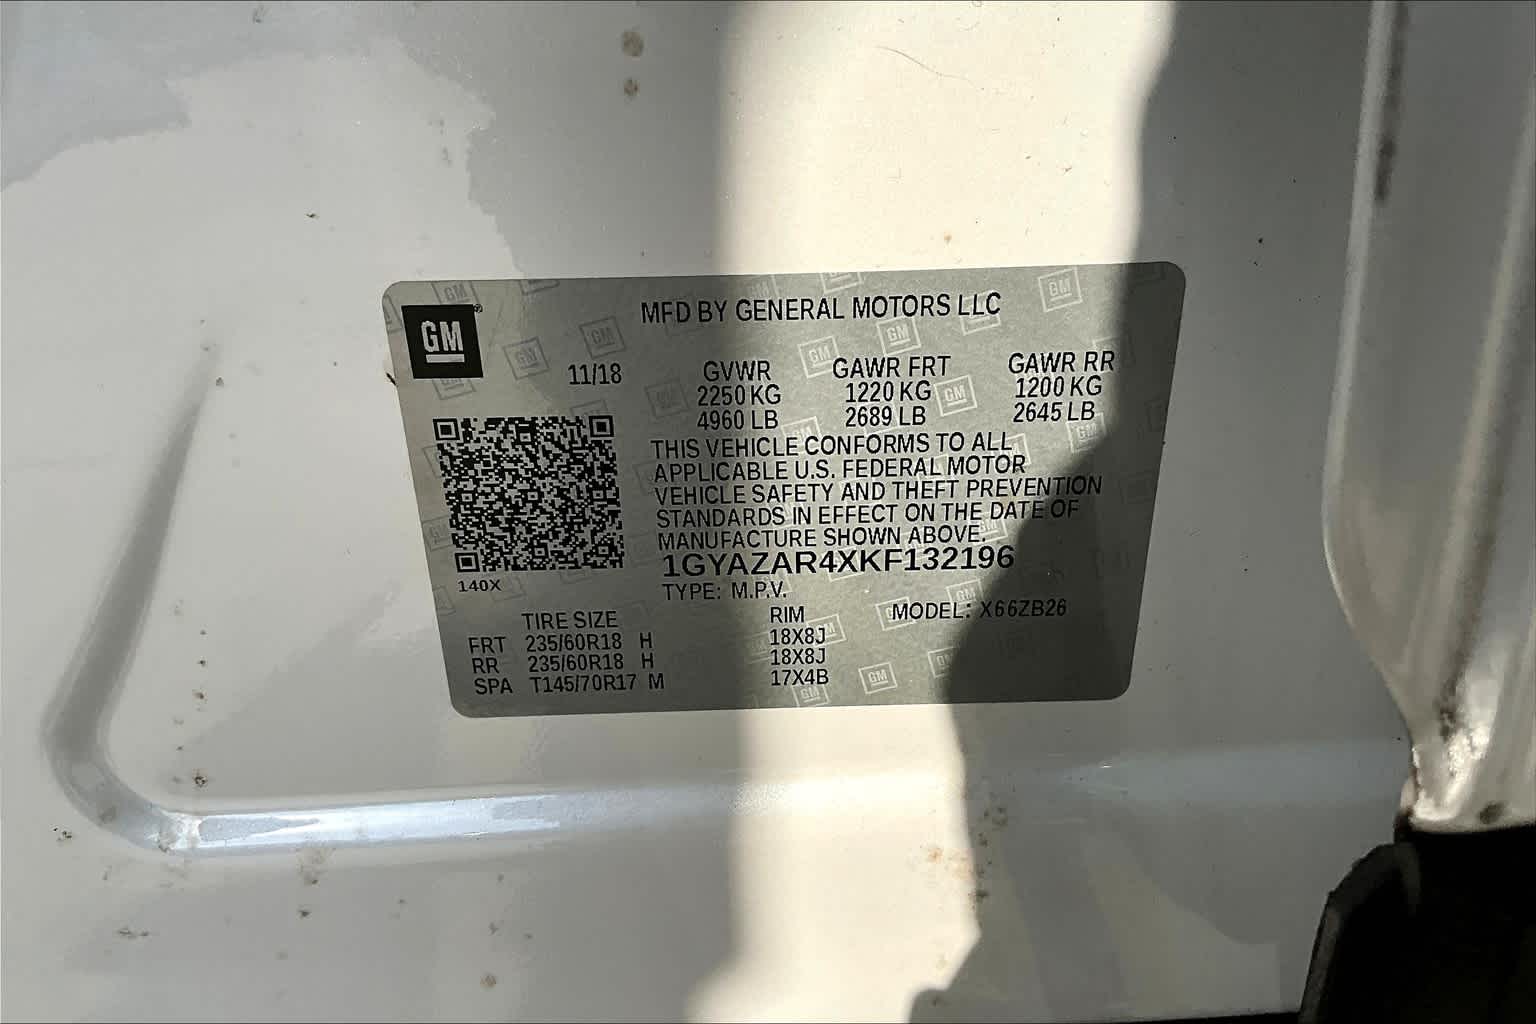 GM
MFD BY GENERAL MOTORS LLC
11/18 GVWR GAWR FRT GAWR RR
2250 KG 1220 KG 1200 KG
4960 LB 2689 LB 2645 LB
THIS VEHICLE CONFORMS TO ALL
APPLICABLE U.S. FEDERAL MOTOR
VEHICLE SAFETY AND THEFT PREVENTION
STANDARDS IN EFFECT ON THE DATE OF
MANUFACTURE SHOWN ABOVE.
1GYAZAR4XKF132196
140X
TYPE: M.P.V.
MODEL: X66ZB26
TIRE SIZE RIM
FRT 235/60R18 H 18X8J
RR 235/60R18 H 18X8J
SPA T145/70R17 M 17X4B